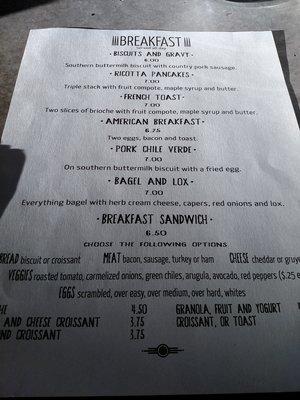 BREAKFAST
BISCUITS AND GRAVY
6.00
Southern buttermilk biscuit with country pork sausage.
· RICOTTA PANCAKES ·
7.00
Triple stack with fruit compote, maple syrup and butter.
· FRENCH TOAST ·
7.00
Two slices of brioche with fruit compote, maple syrup and butter.
· AMERICAN BREAKFAST ·
6.75
Two eggs, bacon and toast.
· PORK CHILE VERDE ·
7.00
On southern buttermilk biscuit with a fried egg.
· BAGEL AND LOX ·
7.00
Everything bagel with herb cream cheese, capers, red onions and lox.
· BREAKFAST SANDWICH ·
6.50
CHOOSE THE FOLLOWING OPTIONS
BREAD biscuit or croissant MEAT bacon, sausage, turkey or ham CHEESE cheddar or gruye
VEGGIES roasted tomato, carmelized onions, green chiles, arugula, avocado, red peppers ($.25 e
EGGS scrambled, over easy, over medium, over hard, whites
HE 4.50 GRANOLA, FRUIT AND YOGURT
AND CHEESE CROISSANT 3.75 CROISSANT, OR TOAST
ND CROISSANT 3.75